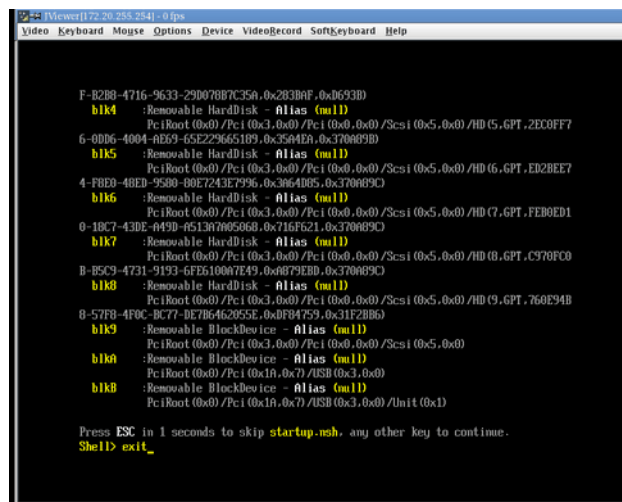 JViewer[172.20.255.254] - 0 fps
Video Keyboard Mouse Options Device VideoRecord SoftKeyboard Help
F-B2B8-4716-9633-29D078B7C35A,0x283BAF,0xD693B)
blk4 :Removable HardDisk - Alias (null)
PciRoot(0x0)/Pci(0x3,0x0)/Pci(0x0,0x0)/Scsi(0x5,0x0)/HD(5,GPT,2EC0FF7
6-0DD6-4004-AE69-65E229665189,0x35A4EA,0x370A89B)
blk5 :Removable HardDisk - Alias (null)
PciRoot(0x0)/Pci(0x3,0x0)/Pci(0x0,0x0)/Scsi(0x5,0x0)/HD(6,GPT,ED2BEE7
4-F8E0-48ED-9580-80E7243E7996,0x3A64D85,0x370A89C)
blk6 :Removable HardDisk - Alias (null)
PciRoot(0x0)/Pci(0x3,0x0)/Pci(0x0,0x0)/Scsi(0x5,0x0)/HD(7,GPT,FEB0ED1
0-18C7-43DE-A49D-A513A7A05068,0x716F621,0x370A89C)
blk7 :Removable HardDisk - Alias (null)
PciRoot(0x0)/Pci(0x3,0x0)/Pci(0x0,0x0)/Scsi(0x5,0x0)/HD(8,GPT,C970FC0
B-B5C9-4731-9193-6FE6100A7E49,0xA879EBD,0x370A89C)
blk8 :Removable HardDisk - Alias (null)
PciRoot(0x0)/Pci(0x3,0x0)/Pci(0x0,0x0)/Scsi(0x5,0x0)/HD(9,GPT,760E94B
8-57F8-4F0C-BC77-DE7B6462055E,0xDF84759,0x31F2BB6)
blk9 :Removable BlockDevice - Alias (null)
PciRoot(0x0)/Pci(0x3,0x0)/Pci(0x0,0x0)/Scsi(0x5,0x0)
blkA :Removable BlockDevice - Alias (null)
PciRoot(0x0)/Pci(0x1A,0x7)/USB(0x3,0x0)
blkB :Removable BlockDevice - Alias (null)
PciRoot(0x0)/Pci(0x1A,0x7)/USB(0x3,0x0)/Unit(0x1)
Press ESC in 1 seconds to skip startup.nsh, any other key to continue.
Shell> exit_